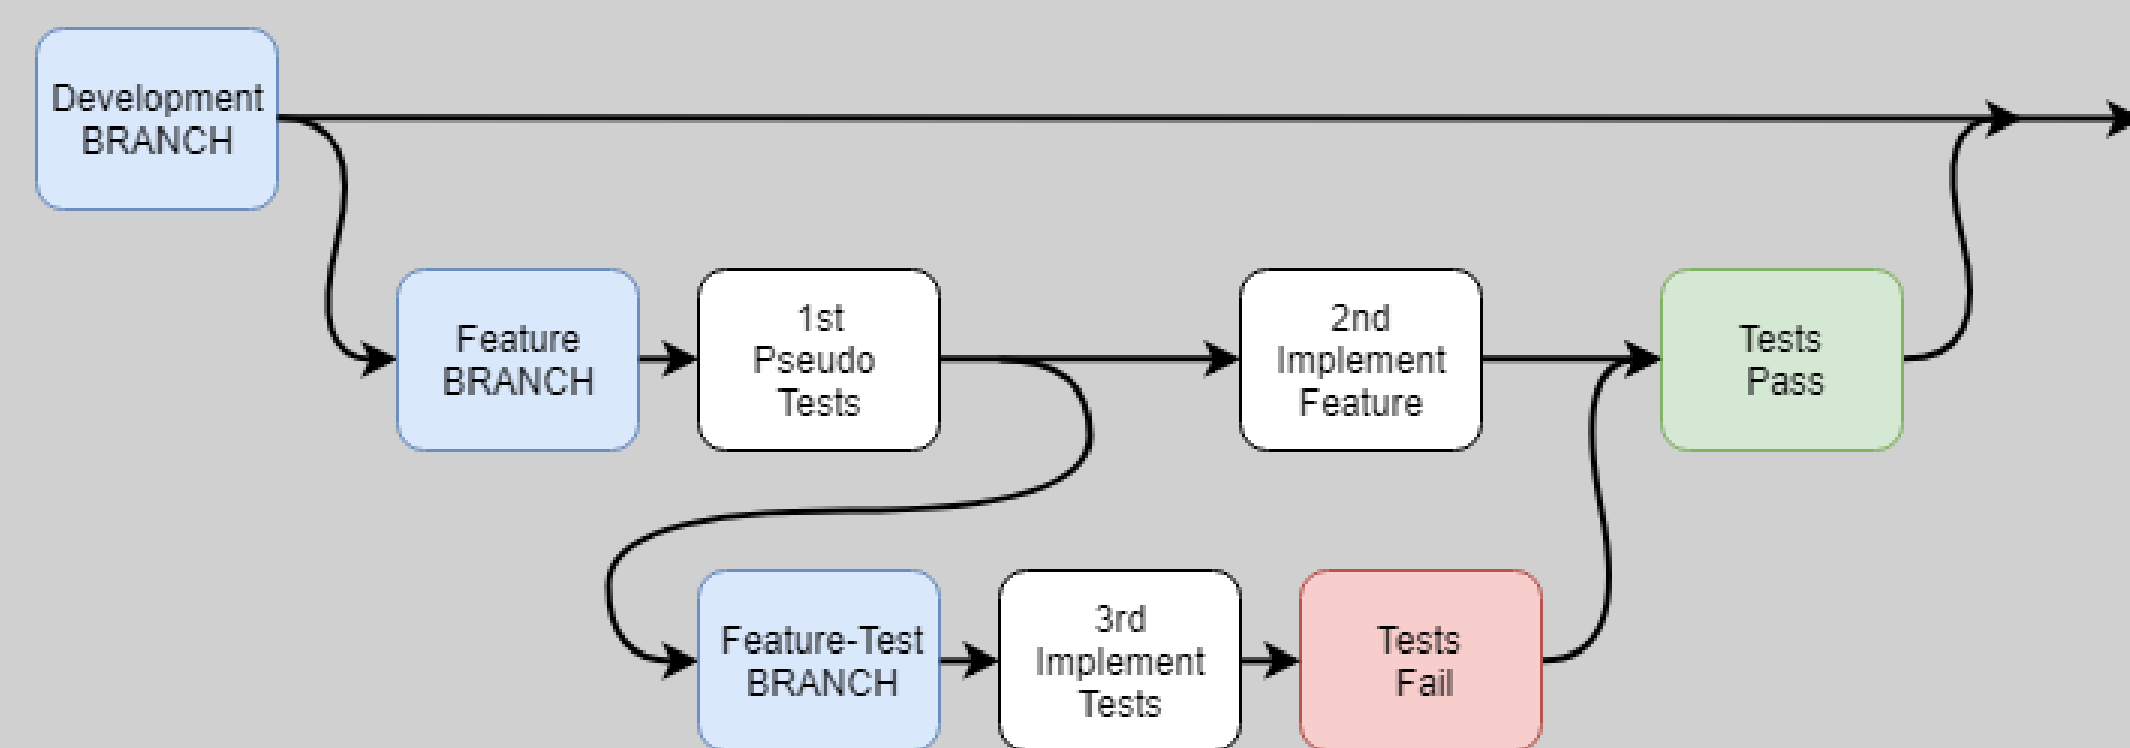 Development
BRANCH
Feature
BRANCH
1st
Pseudo
Tests
2nd
Implement
Feature
Tests
Pass
Feature-Test
BRANCH
3rd
Implement
Tests
Tests
Fail